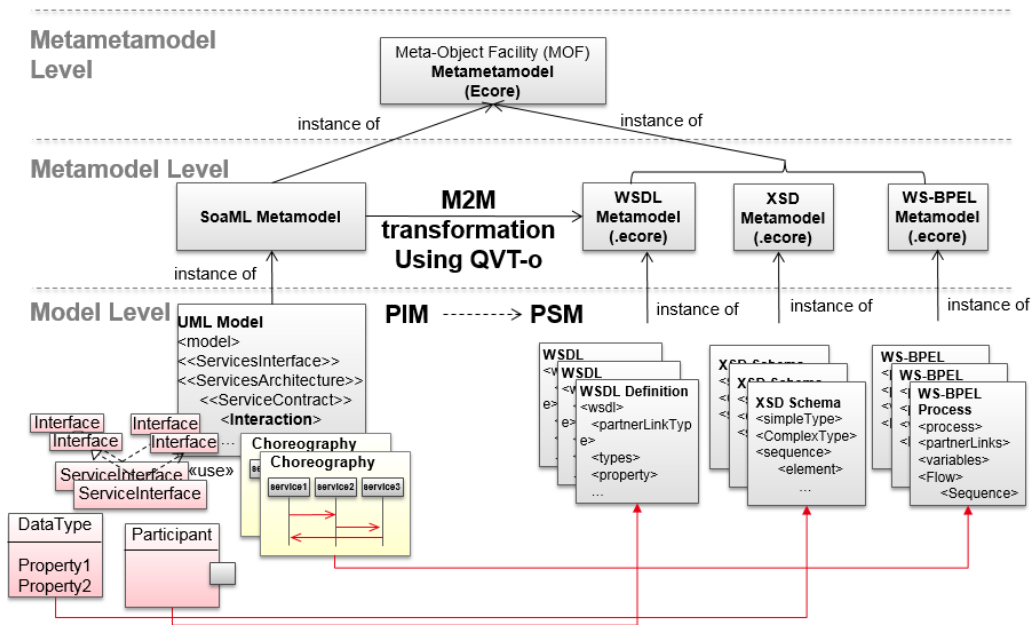 Metametamodel
Level
Meta-Object Facility (MOF)
Metametamodel
(Ecore)
instance of
instance of
Metamodel Level
SoaML Metamodel
M2M
transformation
Using QVT-o
WSDL
Metamodel
(.ecore)
XSD
Metamodel
(.ecore)
WS-BPEL
Metamodel
(.ecore)
instance of
instance of
instance of
instance of
Model Level
UML Model
<model>
<<ServicesInterface>>
<<ServicesArchitecture>>
<<ServiceContract>>
<Interaction>
...
PIM
PSM
Interface
Interface
Interface
Interface
ServiceInterface
ServiceInterface
«use»
Choreography
Choreography
service1
service2
service3
DataType
Property1
Property2
Participant
WSDL
WSDL
WSDL Definition
<wsdl>
<partnerLinkTyp
e>
<types>
<property>
...
XSD Schema
XSD Schema
XSD Schema
<simpleType>
<ComplexType>
<sequence>
<element>
...
WS-BPEL
WS-BPEL
WS-BPEL
Process
<process>
<partnerLinks>
<variables>
<Flow>
<Sequence>